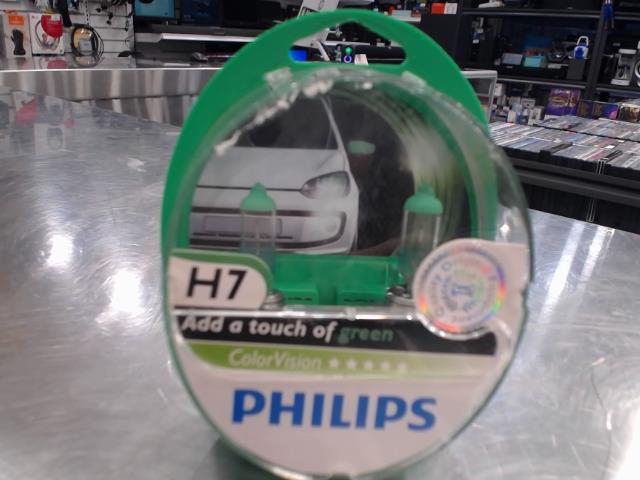 H7
Add a touch of green
ColorVision
PHILIPS